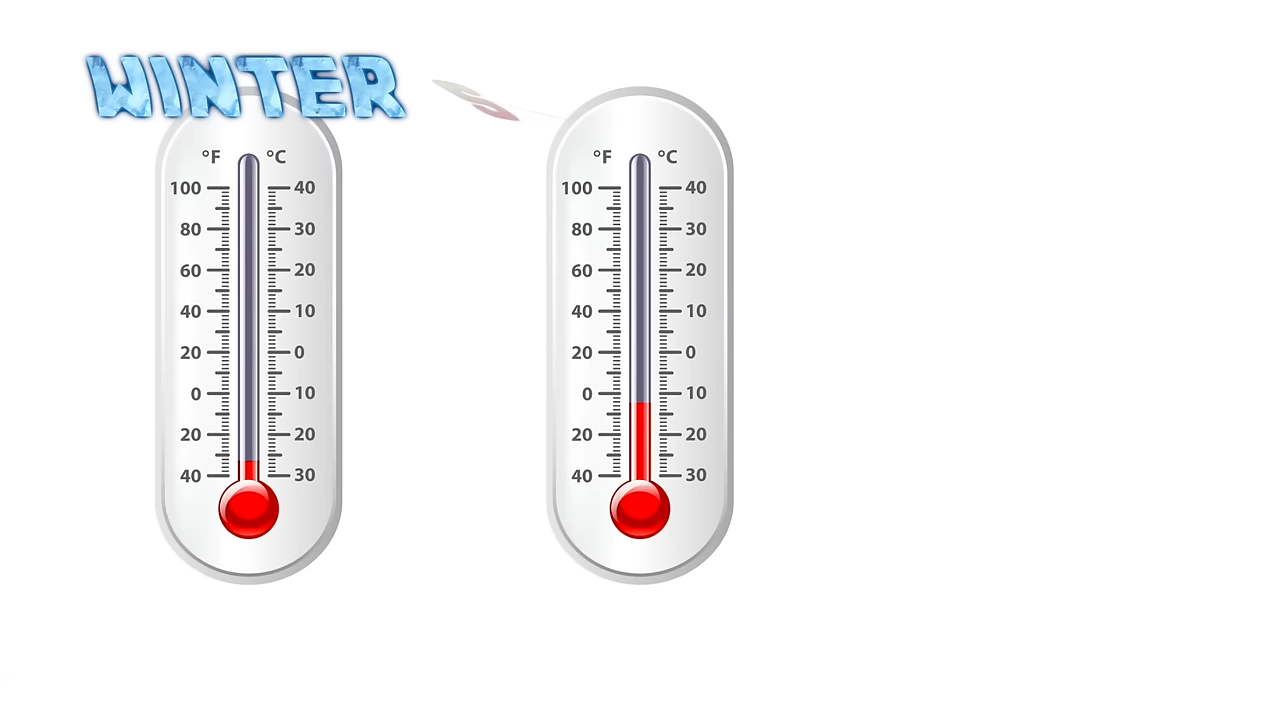 WINTER
°F °C °F °C
100 40 100 40
80 30 80 30
60 20 60 20
40 10 40 10
20 0 20 0
0 10 0 10
20 20 20 20
40 30 40 30